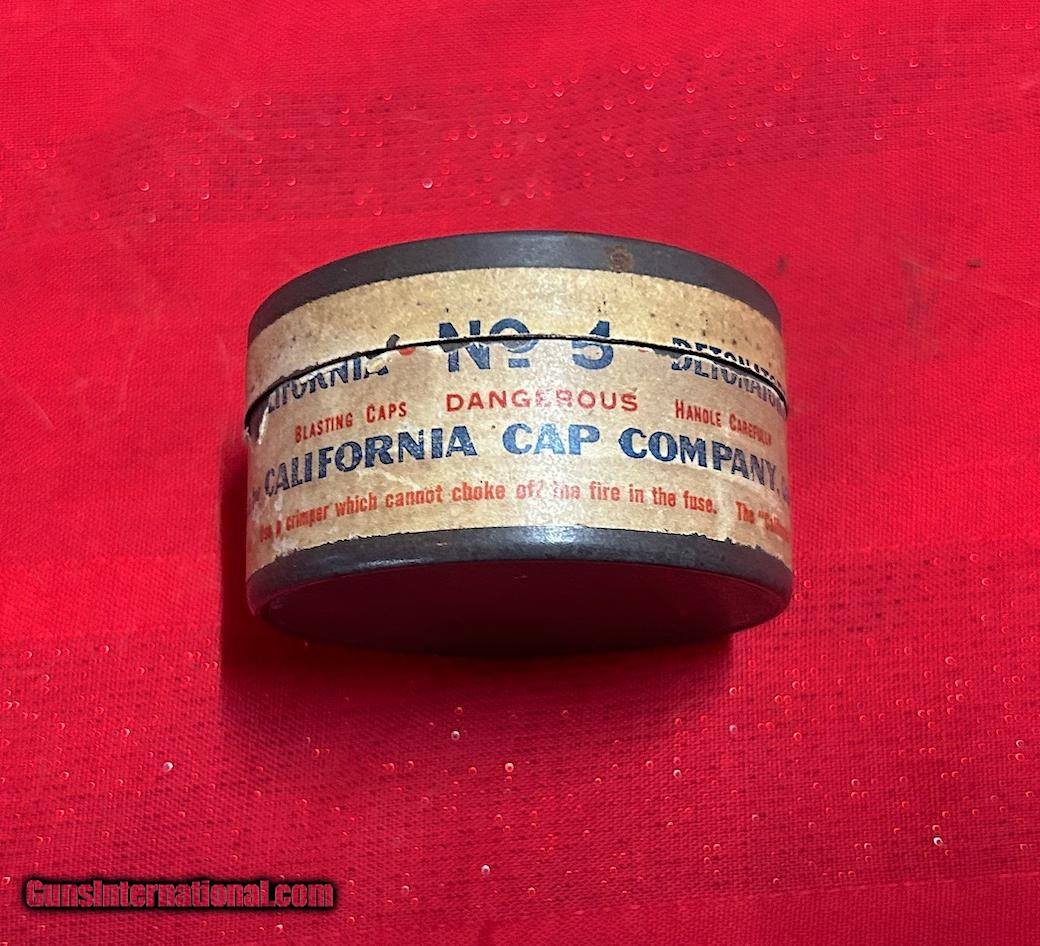 Nº 5
BLASTING CAPS DANGEROUS HANDLE CAREFULLY
CALIFORNIA CAP COMPANY.
crimper which cannot choke off the fire in the fuse. The
GunsInternational.com